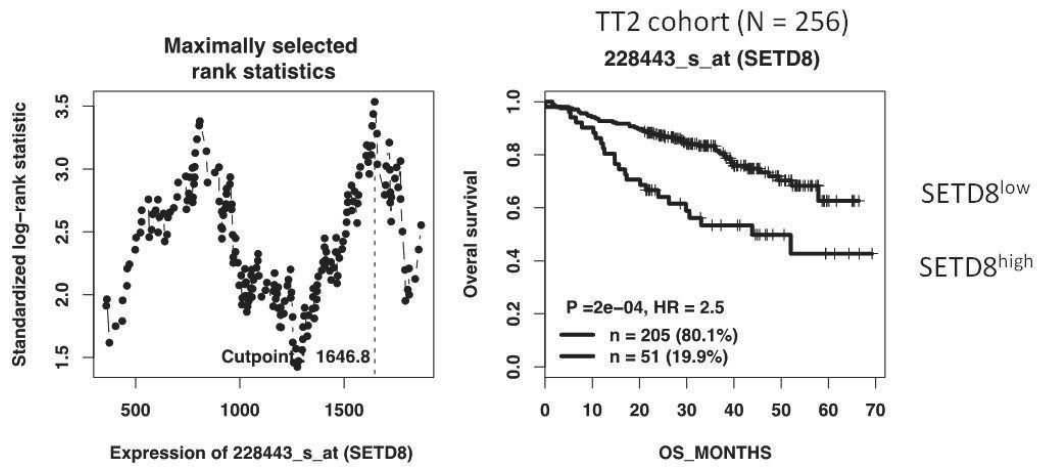 TT2 cohort (N = 256)
Maximally selected
rank statistics
Standardized log-rank statistic
3.5
3.0
2.5
2.0
1.5
Cutpoint : 1646.8
500
1000
1500
Expression of 228443_s_at (SETD8)
228443_s_at (SETD8)
Overal survival
1.0
0.8
0.6
0.4
0.2
0.0
P =2e-04, HR = 2.5
n = 205 (80.1%)
n = 51 (19.9%)
0 10 20 30 40 50 60 70
OS_MONTHS
SETD8low
SETD8high